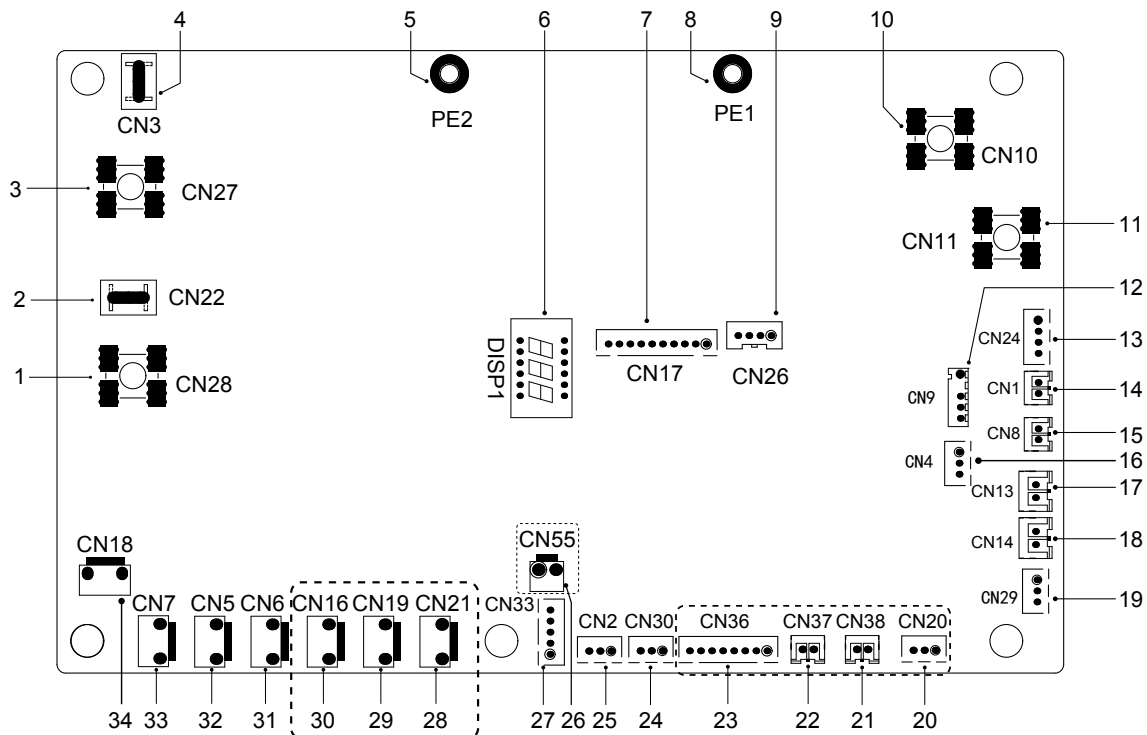 4 5 6 7 8 9 10
CN3 PE2 PE1
CN10
3 CN27
CN11 11
12
2 CN22
CN24 13
DISP1
1 CN28 CN17 CN26
CN9 CN1 14
CN8 15
CN4 16
CN13 17
CN18 CN55 CN14 18
CN7 CN5 CN6 CN16 CN19 CN21 CN33 CN2 CN30 CN36 CN37 CN38 CN20
CN29 19
34 33 32 31 30 29 28 27 26 25 24 23 22 21 20